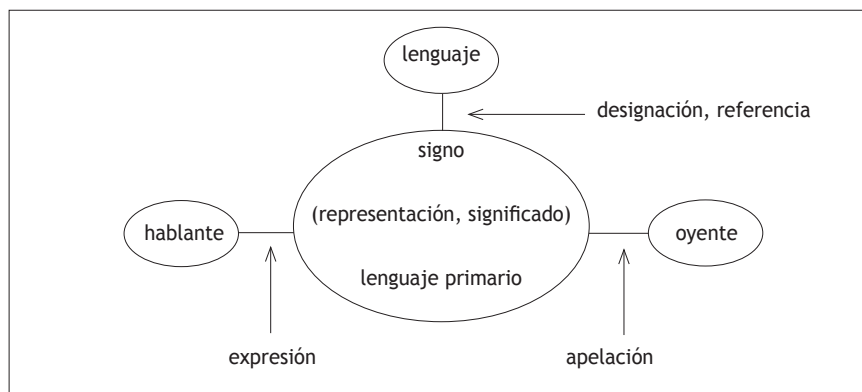 lenguaje
designación, referencia
signo
(representación, significado)
hablante
oyente
lenguaje primario
expresión
apelación